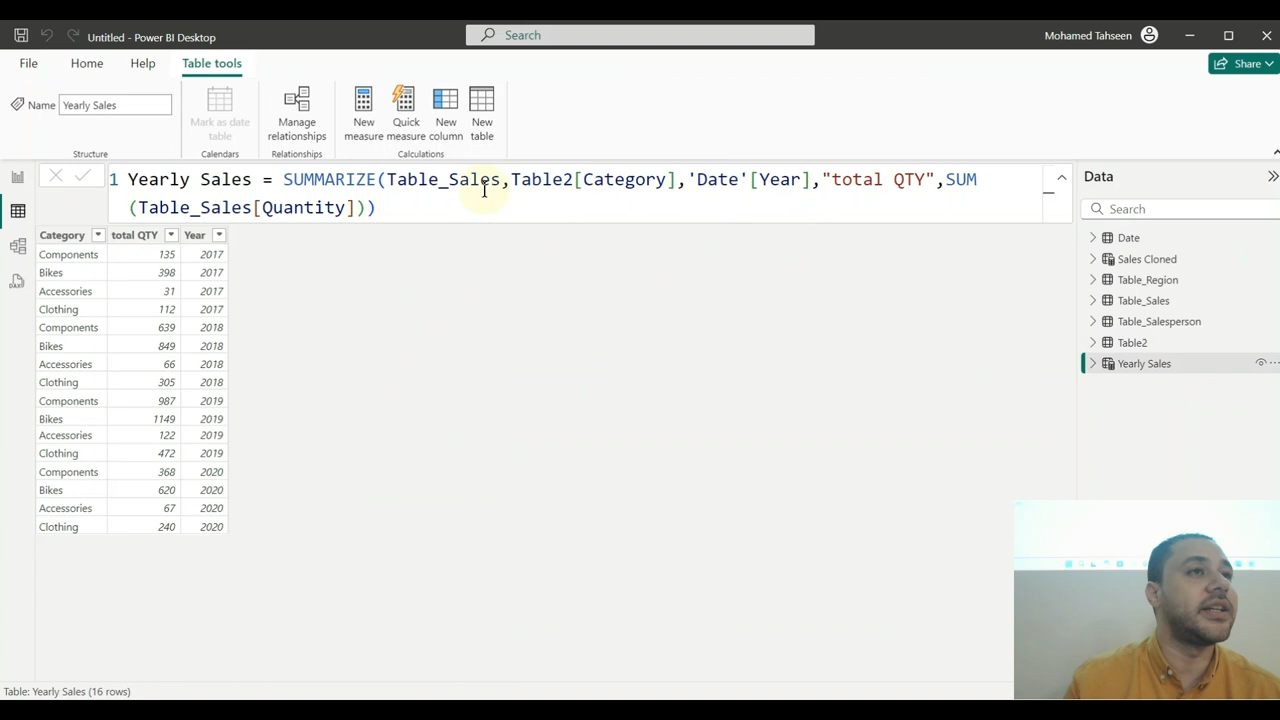 Untitled - Power BI Desktop
Search
Mohamed Tahseen
File
Home
Help
Table tools
Share
Name
Yearly Sales
Mark as date
table
Manage
relationships
New
measure
Quick
measure
New
column
New
table
Structure
Calendars
Relationships
Calculations
1 Yearly Sales = SUMMARIZE(Table_Sales,Table2[Category],'Date'[Year],"total QTY",SUM
(Table_Sales[Quantity]))
Category total QTY Year
Components 135 2017
Bikes 398 2017
Accessories 31 2017
Clothing 112 2017
Components 639 2018
Bikes 849 2018
Accessories 66 2018
Clothing 305 2018
Components 987 2019
Bikes 1149 2019
Accessories 122 2019
Clothing 472 2019
Components 368 2020
Bikes 620 2020
Accessories 67 2020
Clothing 240 2020
Data
Search
Date
Sales Cloned
Table_Region
Table_Sales
Table_Salesperson
Table2
Yearly Sales
Table: Yearly Sales (16 rows)